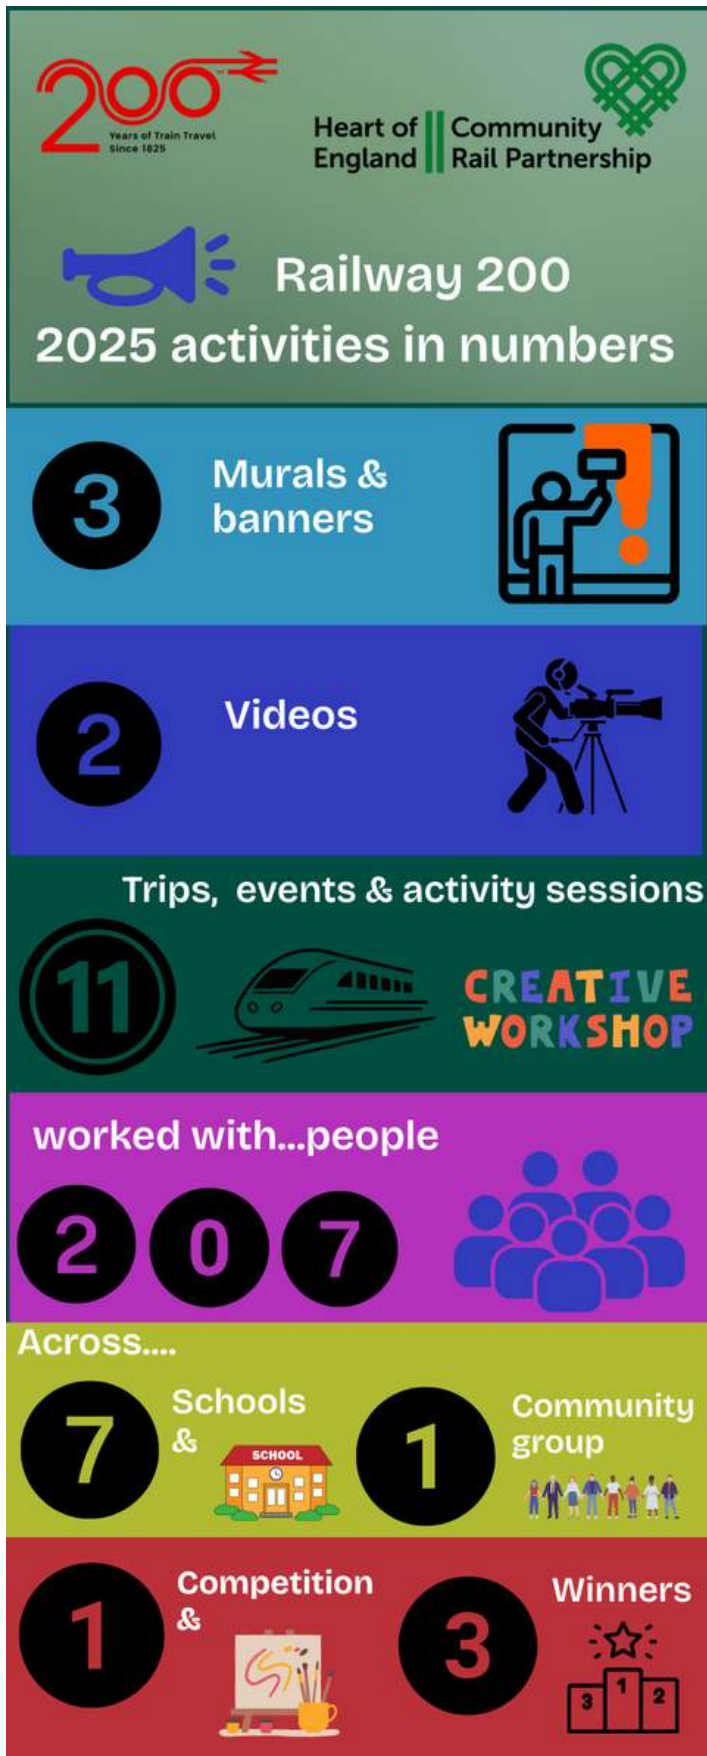 200
Years of Train Travel
Since 1825
Heart of England
Community Rail Partnership
Railway 200
2025 activities in numbers
3
Murals &
banners
2
Videos
Trips, events & activity sessions
11
CREATIVE
WORKSHOP
worked with...people
2 0 7
Across....
7
Schools
&
SCHOOL
1
Community
group
1
Competition
&
3
Winners
3 1 2